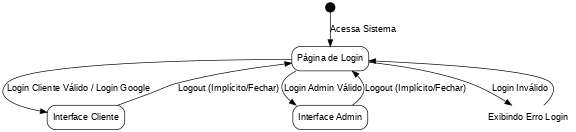 Acessa Sistema
Página de Login
Login Cliente Válido / Login Google
Logout (Implícito/Fechar)
Login Admin Válido
Logout (Implícito/Fechar)
Login Inválido
Interface Cliente
Interface Admin
Exibindo Erro Login